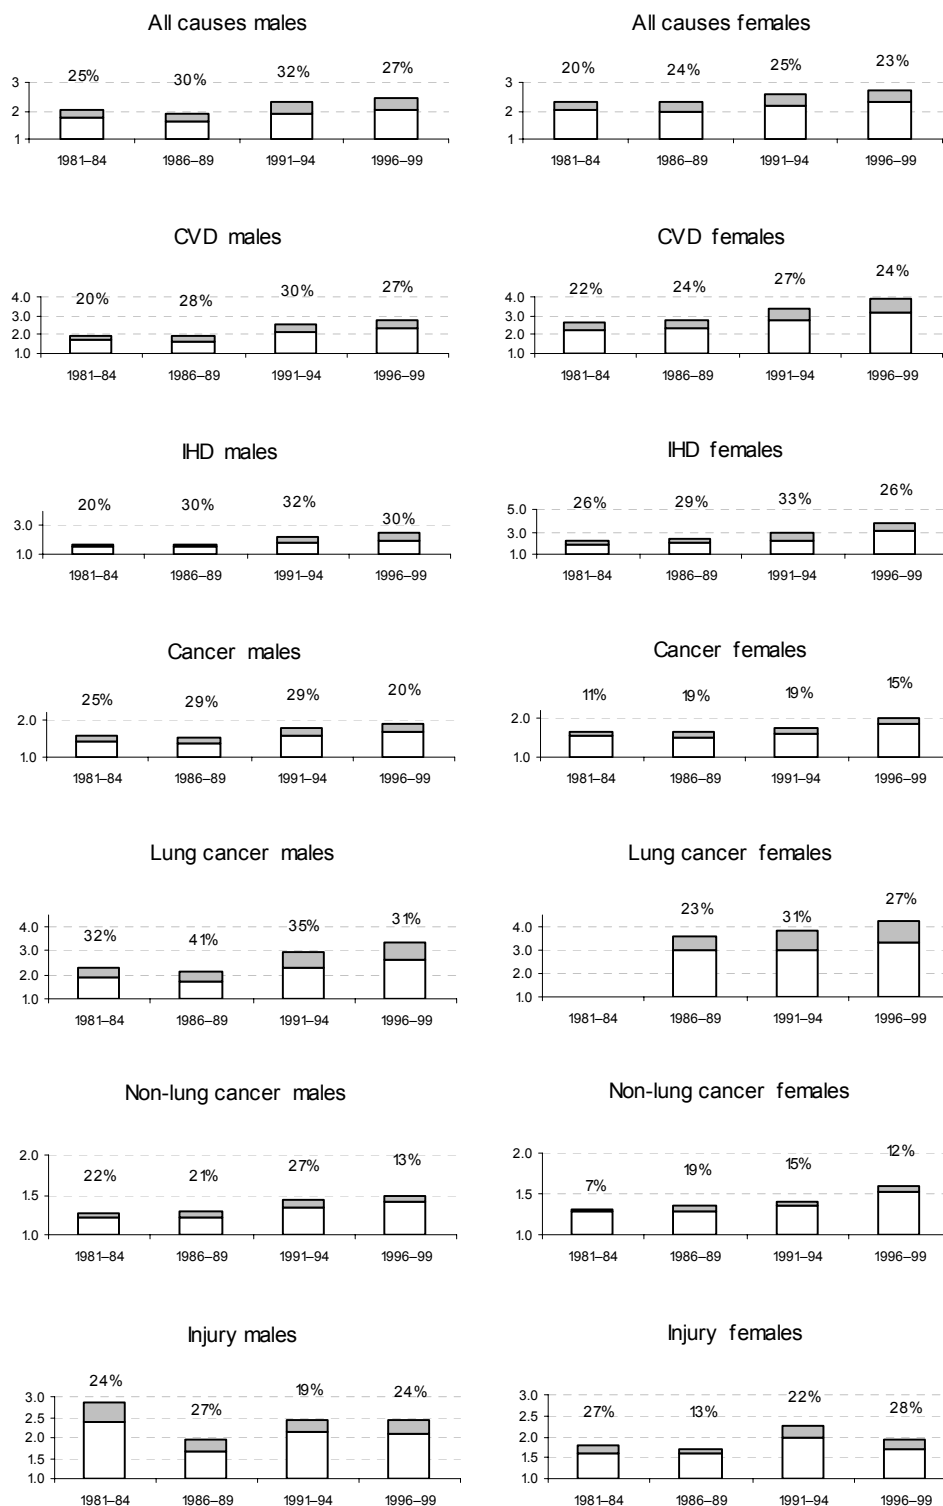 All causes males
25% 30% 32% 27%
3
2
1
1981–84 1986–89 1991–94 1996–99
All causes females
20% 24% 25% 23%
3
2
1
1981–84 1986–89 1991–94 1996–99
CVD males
20% 28% 30% 27%
4.0
3.0
2.0
1.0
1981–84 1986–89 1991–94 1996–99
CVD females
22% 24% 27% 24%
4.0
3.0
2.0
1.0
1981–84 1986–89 1991–94 1996–99
IHD males
20% 30% 32% 30%
3.0
1.0
1981–84 1986–89 1991–94 1996–99
IHD females
26% 29% 33% 26%
5.0
3.0
1.0
1981–84 1986–89 1991–94 1996–99
Cancer males
25% 29% 29% 20%
2.0
1.0
1981–84 1986–89 1991–94 1996–99
Cancer females
11% 19% 19% 15%
2.0
1.0
1981–84 1986–89 1991–94 1996–99
Lung cancer males
32% 41% 35% 31%
4.0
3.0
2.0
1.0
1981–84 1986–89 1991–94 1996–99
Lung cancer females
23% 31% 27%
4.0
3.0
2.0
1.0
1981–84 1986–89 1991–94 1996–99
Non-lung cancer males
22% 21% 27% 13%
2.0
1.5
1.0
1981–84 1986–89 1991–94 1996–99
Non-lung cancer females
7% 19% 15% 12%
2.0
1.5
1.0
1981–84 1986–89 1991–94 1996–99
Injury males
24% 27% 19% 24%
3.0
2.5
2.0
1.5
1.0
1981–84 1986–89 1991–94 1996–99
Injury females
27% 13% 22% 28%
3.0
2.5
2.0
1.5
1.0
1981–84 1986–89 1991–94 1996–99